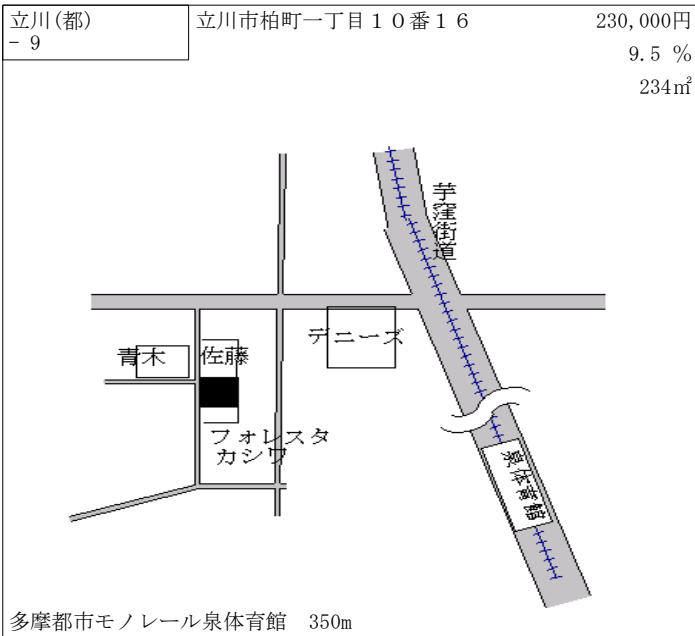 立川(都)
－９
立川市柏町一丁目１０番１６
230,000円
9.5 %
234㎡
芋窪街道
デニーズ
青木
佐藤
フォレスタ
カシワ
泉体育館
多摩都市モノレール泉体育館　350m